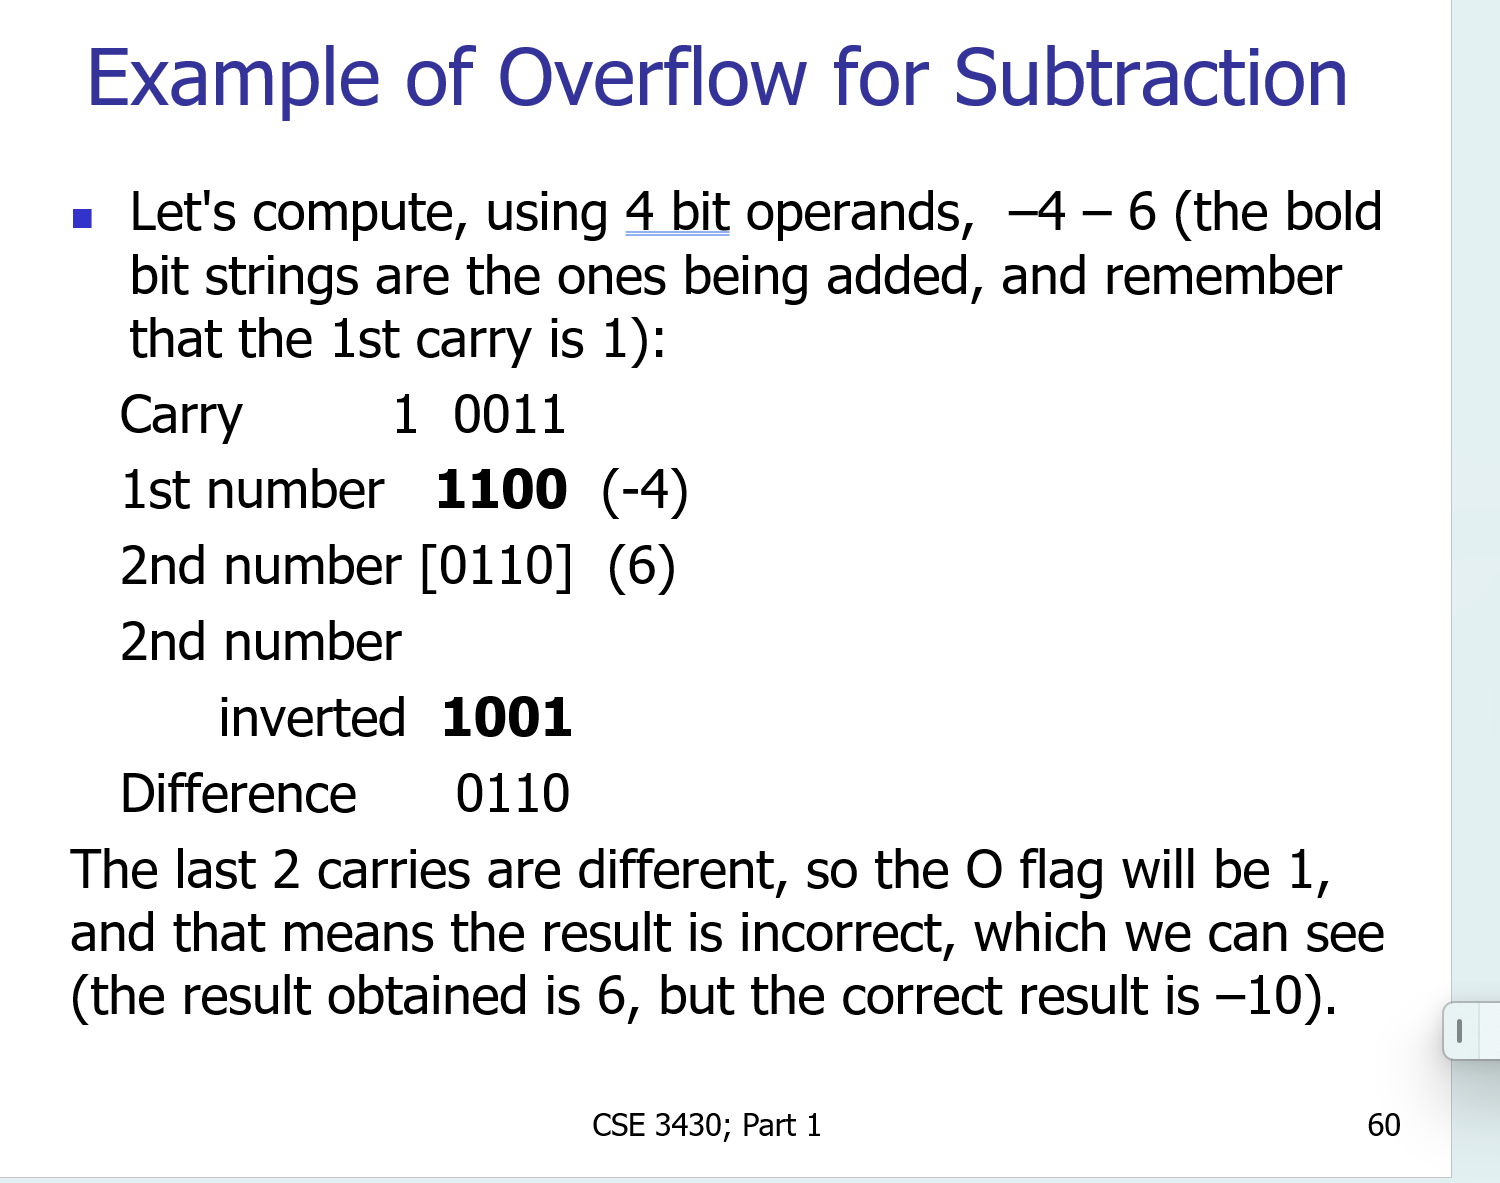 Example of Overflow for Subtraction
Let's compute, using 4 bit operands, –4 – 6 (the bold
bit strings are the ones being added, and remember
that the 1st carry is 1):
Carry 1 0011
1st number 1100 (-4)
2nd number [0110] (6)
2nd number
inverted 1001
Difference 0110
The last 2 carries are different, so the O flag will be 1,
and that means the result is incorrect, which we can see
(the result obtained is 6, but the correct result is –10).
CSE 3430; Part 1 60